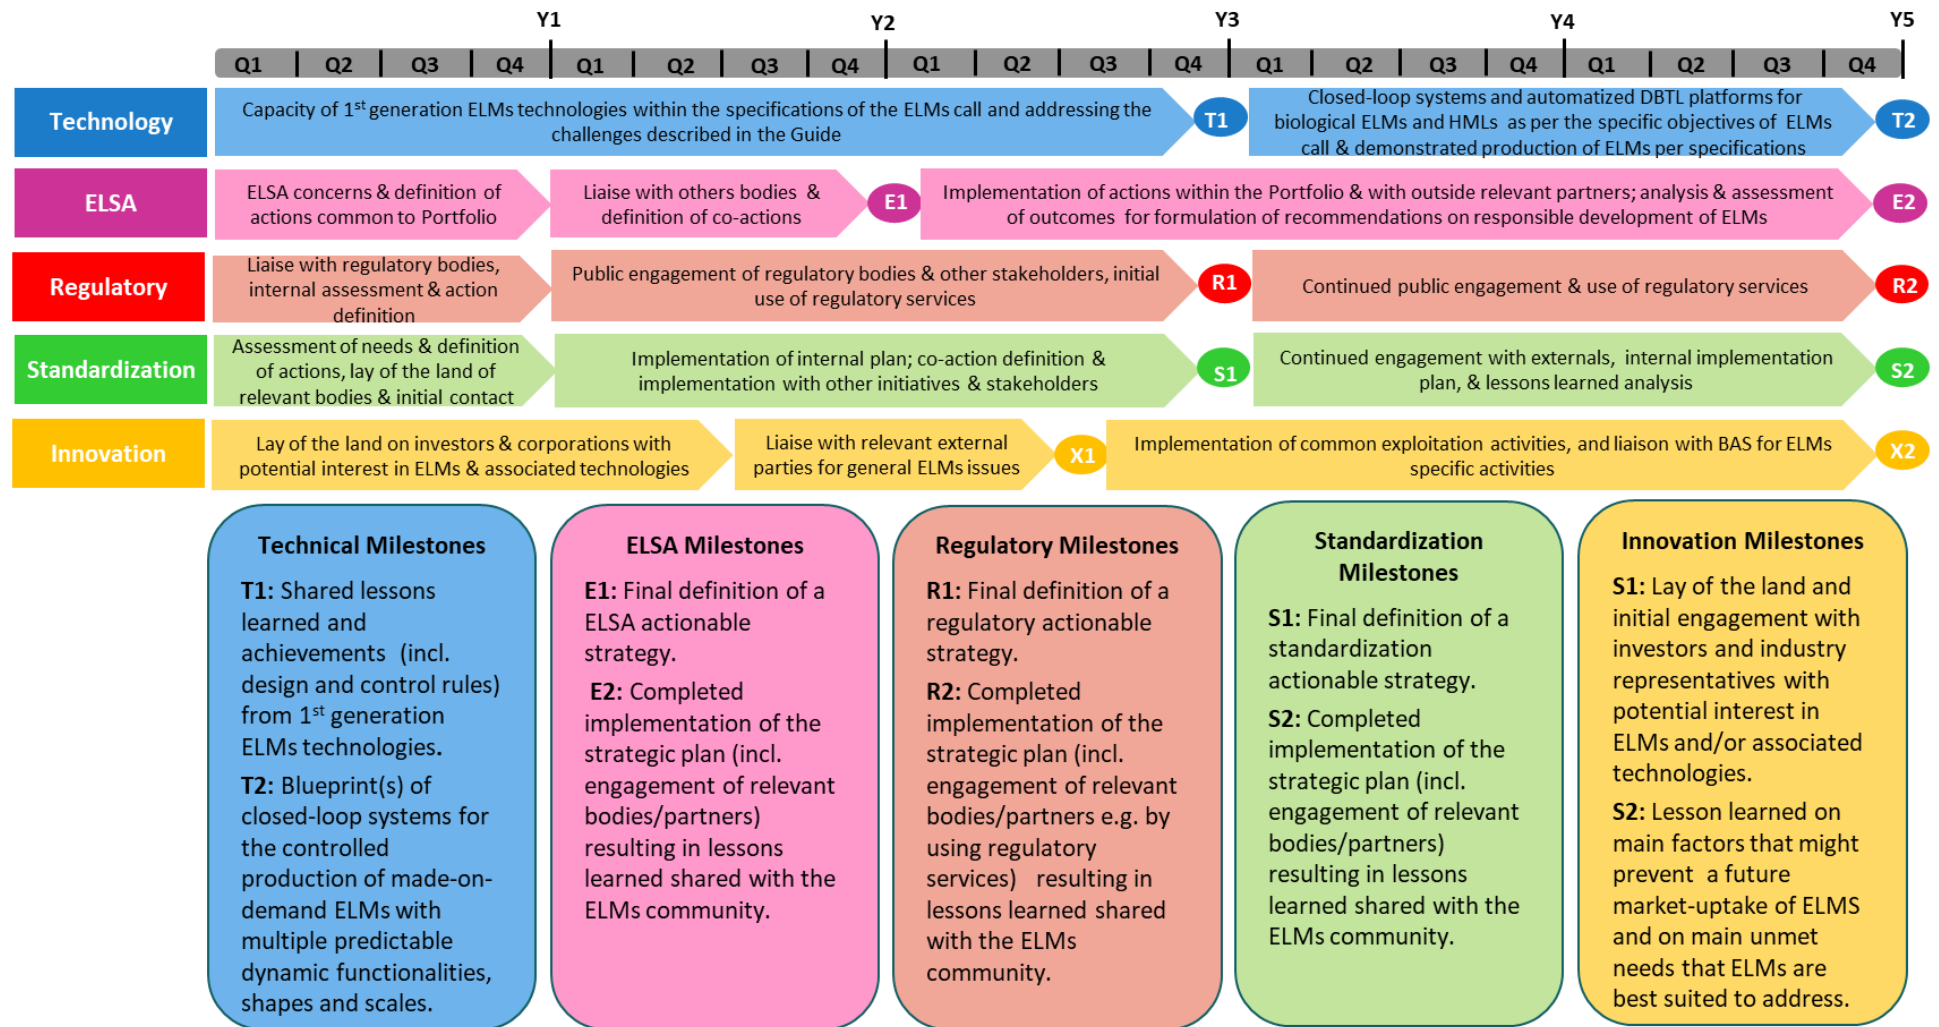 Y1 Y2 Y3 Y4 Y5
Q1 Q2 Q3 Q4 Q1 Q2 Q3 Q4 Q1 Q2 Q3 Q4 Q1 Q2 Q3 Q4 Q1 Q2 Q3 Q4
Technology
Capacity of 1st generation ELMs technologies within the specifications of the ELMs call and addressing the
challenges described in the Guide
T1
Closed-loop systems and automatized DBTL platforms for
biological ELMs and HMLs as per the specific objectives of ELMs
call & demonstrated production of ELMs per specifications
T2
ELSA
ELSA concerns & definition of
actions common to Portfolio
Liaise with others bodies &
definition of co-actions
E1
Implementation of actions within the Portfolio & with outside relevant partners; analysis & assessment
of outcomes for formulation of recommendations on responsible development of ELMs
E2
Regulatory
Liaise with regulatory bodies,
internal assessment & action
definition
Public engagement of regulatory bodies & other stakeholders, initial
use of regulatory services
R1
Continued public engagement & use of regulatory services
R2
Standardization
Assessment of needs & definition
of actions, lay of the land of
relevant bodies & initial contact
Implementation of internal plan; co-action definition &
implementation with other initiatives & stakeholders
S1
Continued engagement with externals, internal implementation
plan, & lessons learned analysis
S2
Innovation
Lay of the land on investors & corporations with
potential interest in ELMs & associated technologies
Liaise with relevant external
parties for general ELMs issues
X1
Implementation of common exploitation activities, and liaison with BAS for ELMs
specific activities
X2
Technical Milestones
T1: Shared lessons
learned and
achievements (incl.
design and control rules)
from 1st generation
ELMs technologies.
T2: Blueprint(s) of
closed-loop systems for
the controlled
production of made-on-
demand ELMs with
multiple predictable
dynamic functionalities,
shapes and scales.
ELSA Milestones
E1: Final definition of a
ELSA actionable
strategy.
E2: Completed
implementation of the
strategic plan (incl.
engagement of relevant
bodies/partners)
resulting in lessons
learned shared with the
ELMs community.
Regulatory Milestones
R1: Final definition of a
regulatory actionable
strategy.
R2: Completed
implementation of the
strategic plan (incl.
engagement of relevant
bodies/partners e.g. by
using regulatory
services) resulting in
lessons learned shared
with the ELMs
community.
Standardization
Milestones
S1: Final definition of a
standardization
actionable strategy.
S2: Completed
implementation of the
strategic plan (incl.
engagement of relevant
bodies/partners)
resulting in lessons
learned shared with the
ELMs community.
Innovation Milestones
S1: Lay of the land and
initial engagement with
investors and industry
representatives with
potential interest in
ELMs and/or associated
technologies.
S2: Lesson learned on
main factors that might
prevent a future
market-uptake of ELMS
and on main unmet
needs that ELMs are
best suited to address.